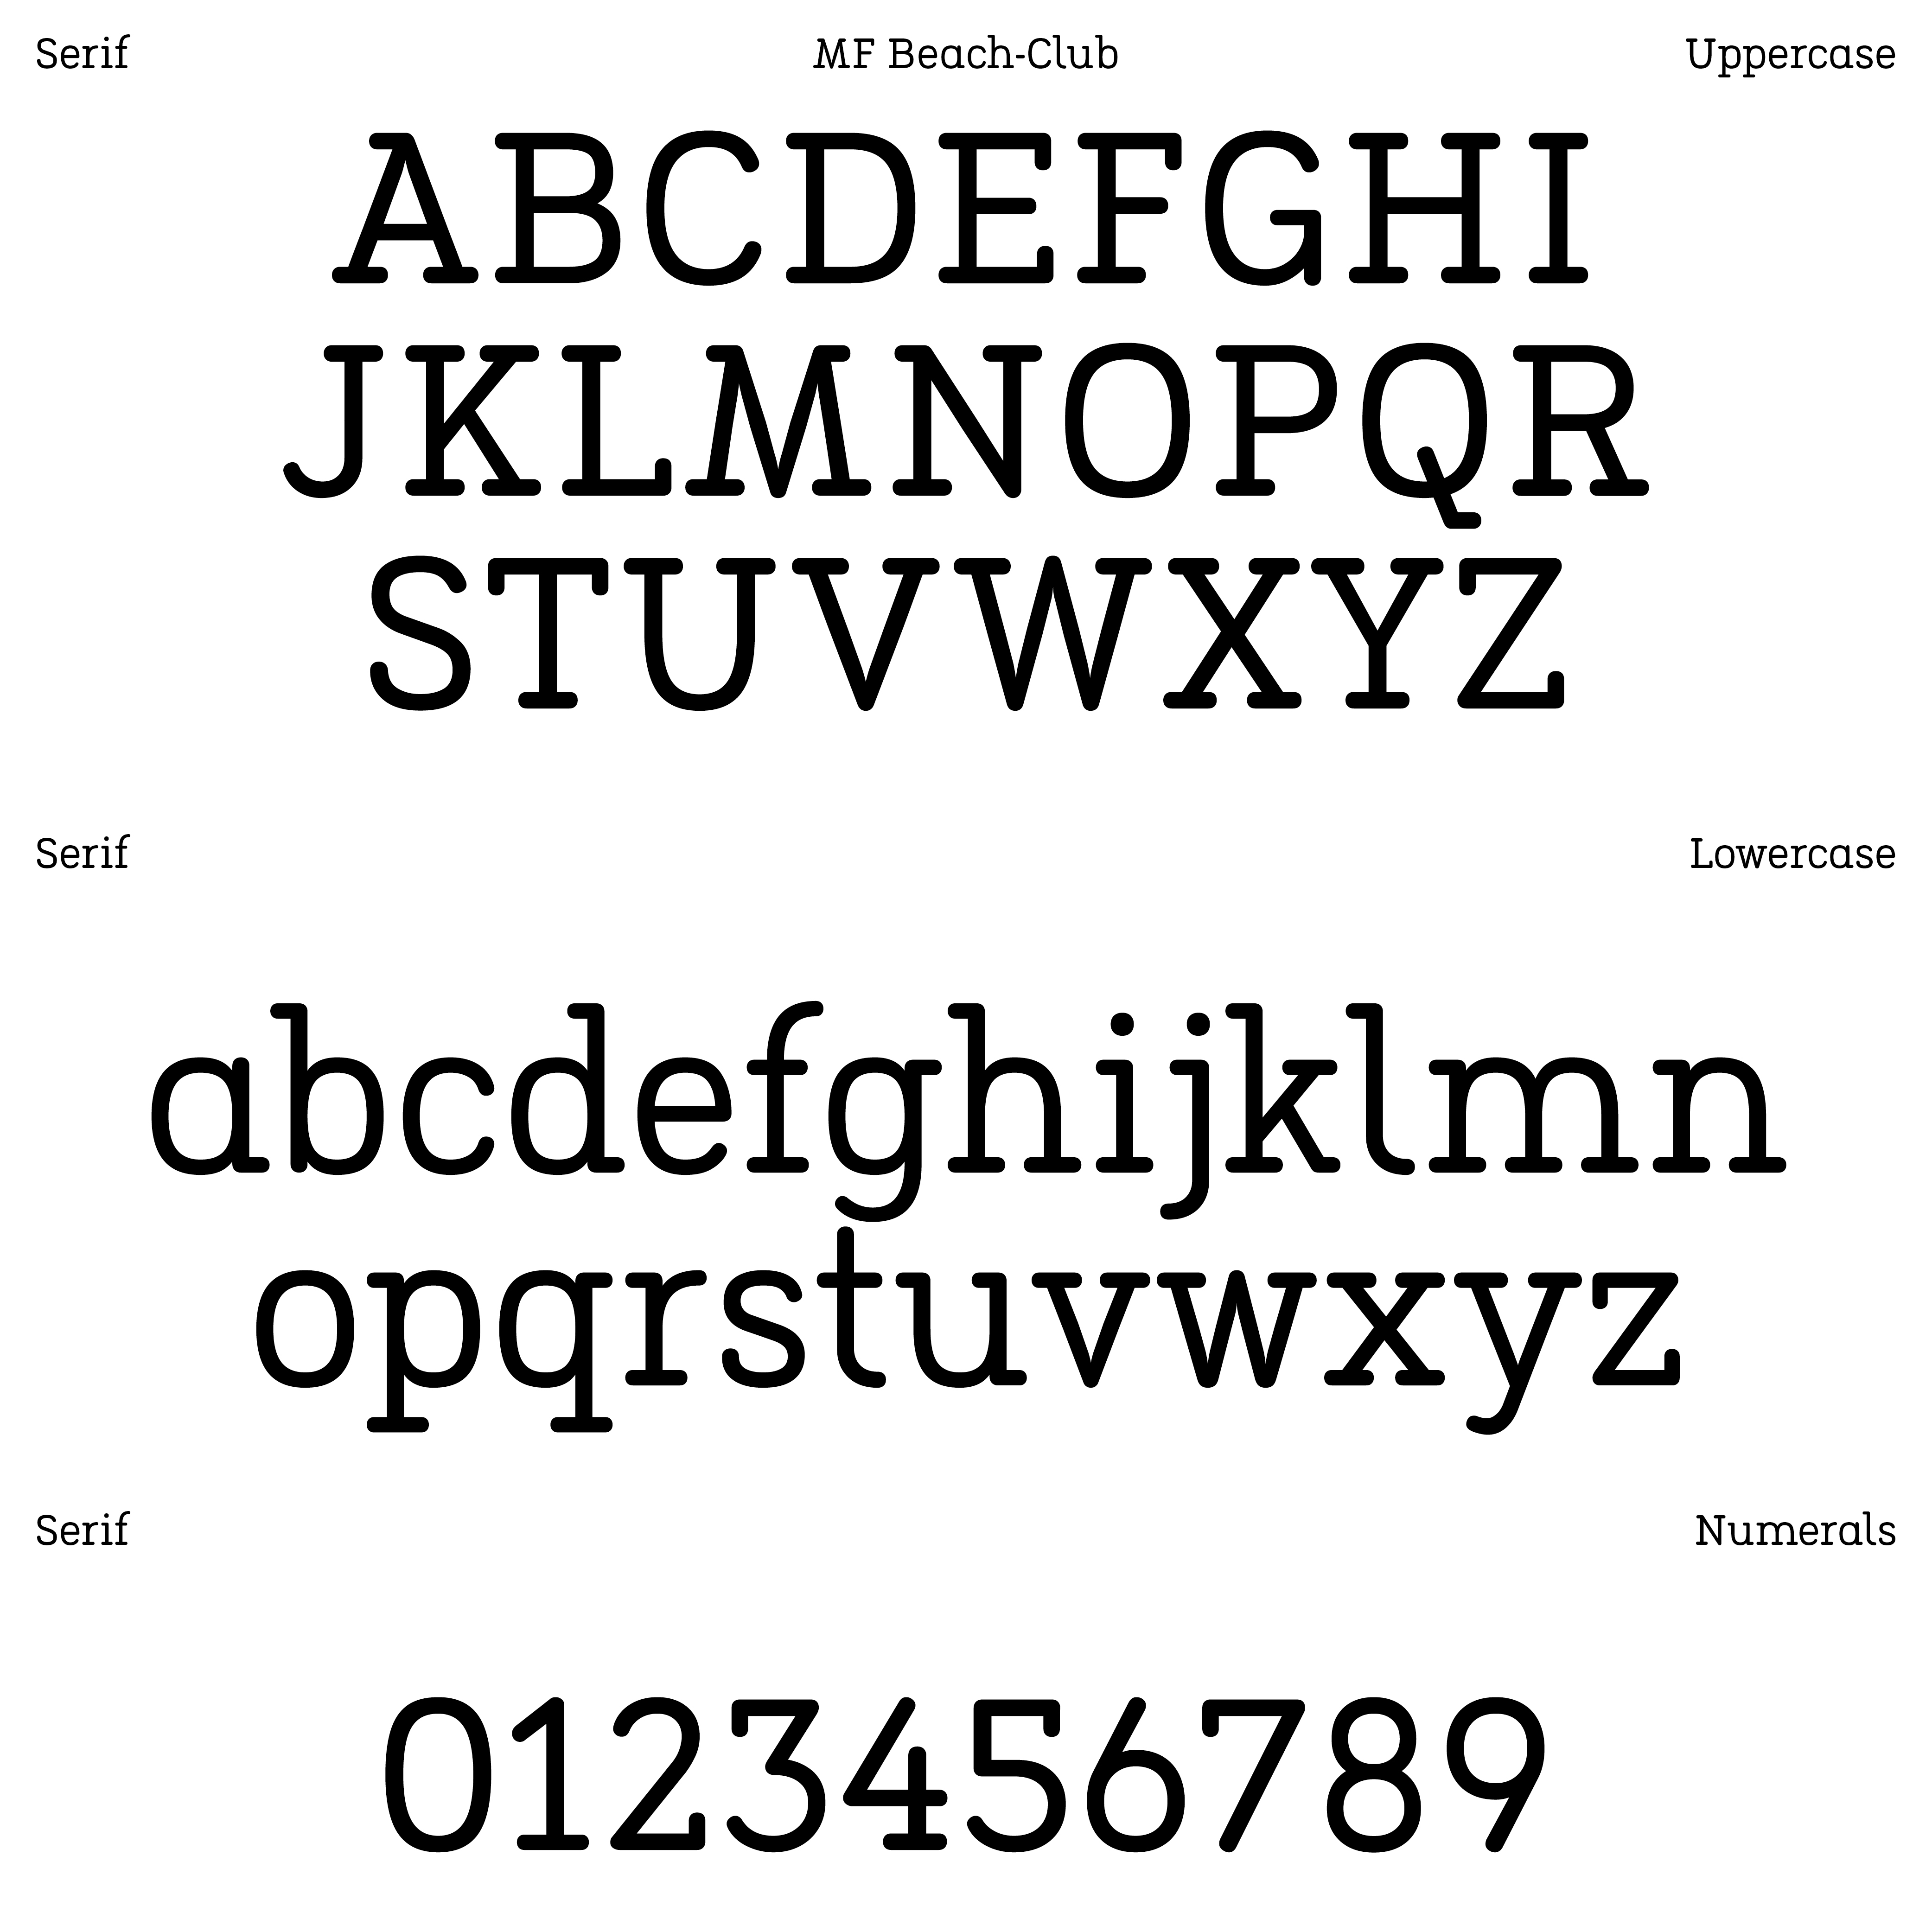 Serif MF Beach-Club Uppercase
ABCDEFGHI
JKLMNOPQR
STUVWXYZ
Serif Lowercase
abcdefghijklmn
opqrstuvwxyz
Serif Numerals
0123456789